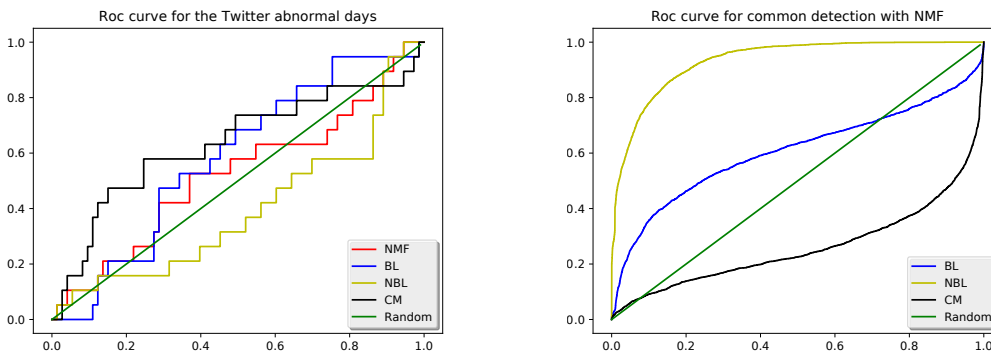 Roc curve for the Twitter abnormal days
1.0
0.8
0.6
0.4
0.2
0.0
0.0 0.2 0.4 0.6 0.8 1.0
NMF
BL
NBL
CM
Random
Roc curve for common detection with NMF
1.0
0.8
0.6
0.4
0.2
0.0
0.0 0.2 0.4 0.6 0.8 1.0
BL
NBL
CM
Random